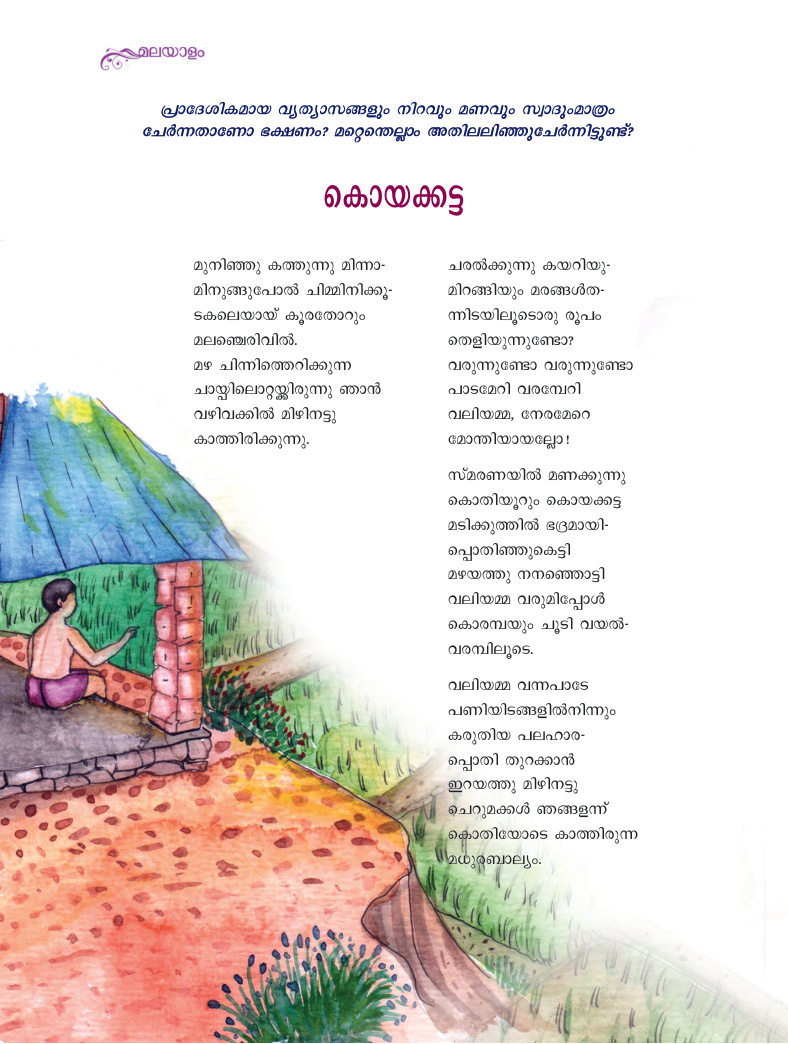 മലയാളം
പ്രാദേശികമായ വ്യത്യാസങ്ങളും നിറവും മണവും സ്വാദുംമാത്രം
ചേർന്നതാണോ ഭക്ഷണം? മറ്റെന്തെല്ലാം അതിലലിഞ്ഞുചേർന്നിട്ടുണ്ട്?
കൊയക്കട്ട
മുനിഞ്ഞു കത്തുന്നു മിന്നാ-
മിനുങ്ങുപോൽ ചിമ്മിനിക്കൂ-
ടകലെയായ് കൂരതോറും
മലഞ്ചെരിവിൽ.
മഴ ചിന്നിത്തെറിക്കുന്ന
ചായ്പിലൊറ്റയ്ക്കിരുന്നു ഞാൻ
വഴിവക്കിൽ മിഴിനട്ടു
കാത്തിരിക്കുന്നു.
ചരൽക്കുന്നു കയറിയു-
മിറങ്ങിയും മരങ്ങൾത-
ന്നിടയിലൂടൊരു രൂപം
തെളിയുന്നുണ്ടോ?
വരുന്നുണ്ടോ വരുന്നുണ്ടോ
പാടമേറി വരമ്പേറി
വലിയമ്മ, നേരമേറെ
മോന്തിയായല്ലോ!
സ്മരണയിൽ മണക്കുന്നു
കൊതിയൂറും കൊയക്കട്ട
മടിക്കുത്തിൽ ഭദ്രമായി-
പ്പൊതിഞ്ഞുകെട്ടി
മഴയത്തു നനഞ്ഞൊട്ടി
വലിയമ്മ വരുമിപ്പോൾ
കൊരമ്പയും ചൂടി വയൽ-
വരമ്പിലൂടെ.
വലിയമ്മ വന്നപാടേ
പണിയിടങ്ങളിൽനിന്നും
കരുതിയ പലഹാര-
പ്പൊതി തുറക്കാൻ
ഇറയത്തു മിഴിനട്ടു
ചെറുമക്കൾ ഞങ്ങളന്ന്
കൊതിയോടെ കാത്തിരുന്ന
മധുരബാല്യം.